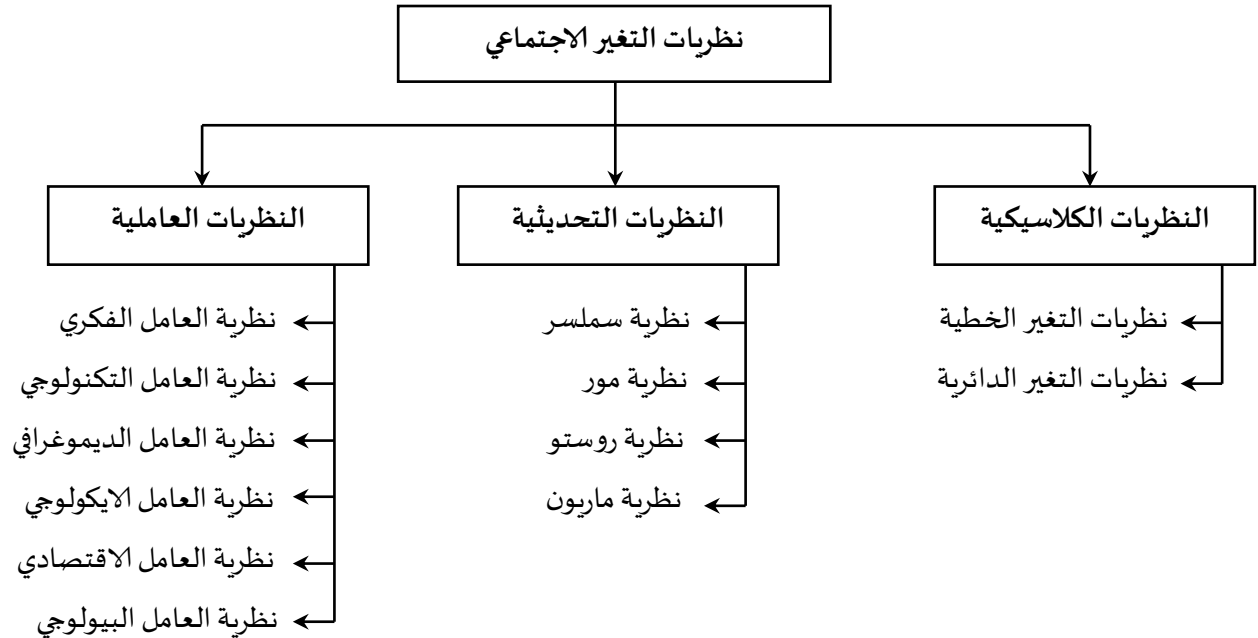 نظريات التغير الاجتماعي
النظريات الكلاسيكية
نظريات التغير الخطية
نظريات التغير الدائرية
النظريات التحديثية
نظرية سملسر
نظرية مور
نظرية روستو
نظرية ماريون
النظريات العاملية
نظرية العامل الفكري
نظرية العامل التكنولوجي
نظرية العامل الديموغرافي
نظرية العامل الايكولوجي
نظرية العامل الاقتصادي
نظرية العامل البيولوجي